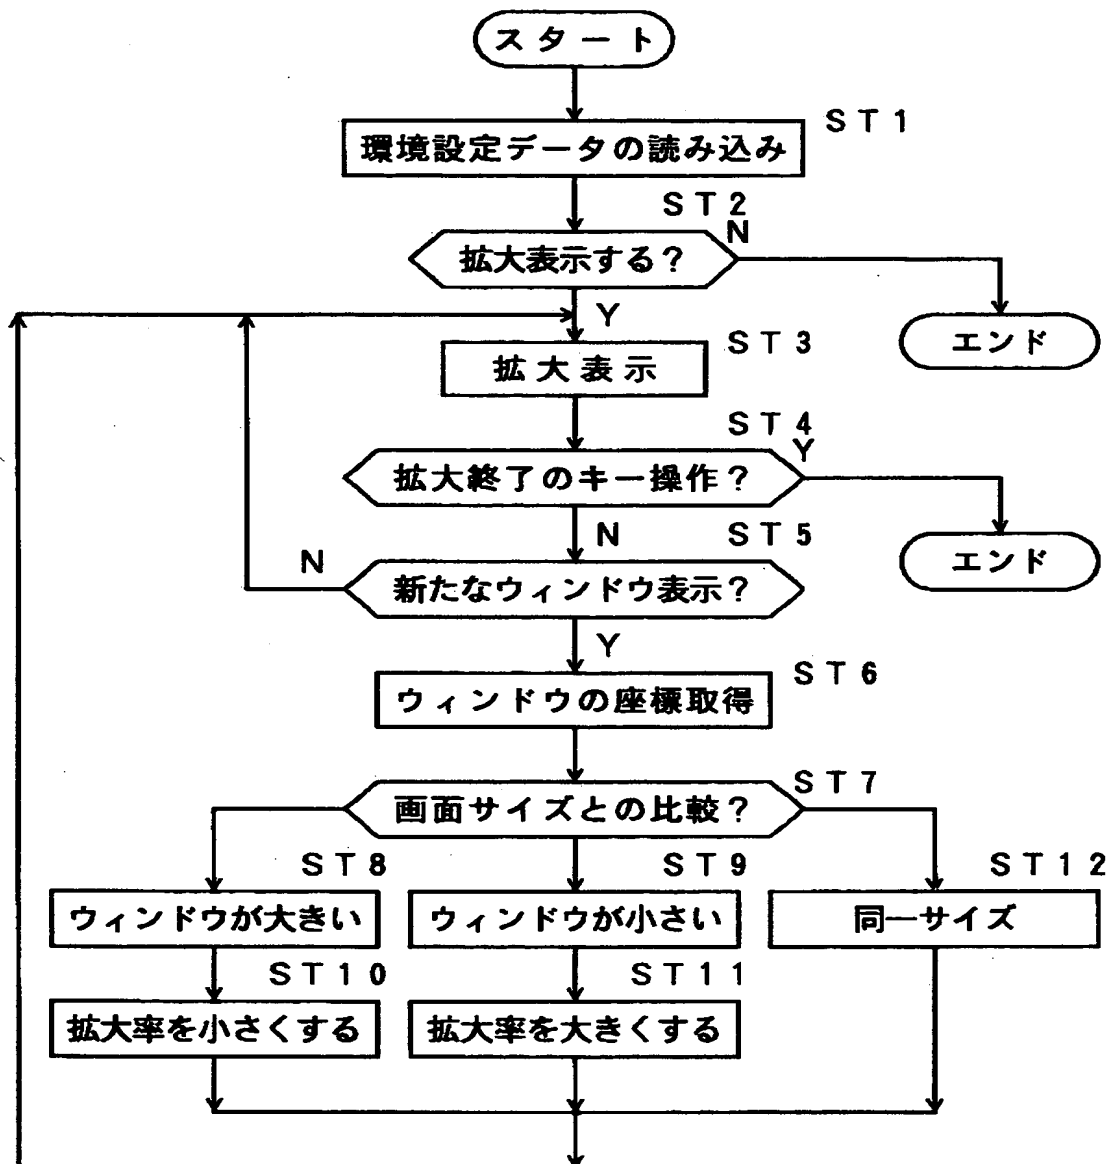 スタート
ST1
環境設定データの読み込み
ST2
N
拡大表示する?
Y
エンド
ST3
拡大表示
ST4
Y
拡大終了のキー操作?
N
ST5
エンド
N
新たなウィンドウ表示?
Y
ST6
ウィンドウの座標取得
ST7
画面サイズとの比較?
ST8
ST9
ST12
ウィンドウが大きい
ウィンドウが小さい
同一サイズ
ST10
ST11
拡大率を小さくする
拡大率を大きくする